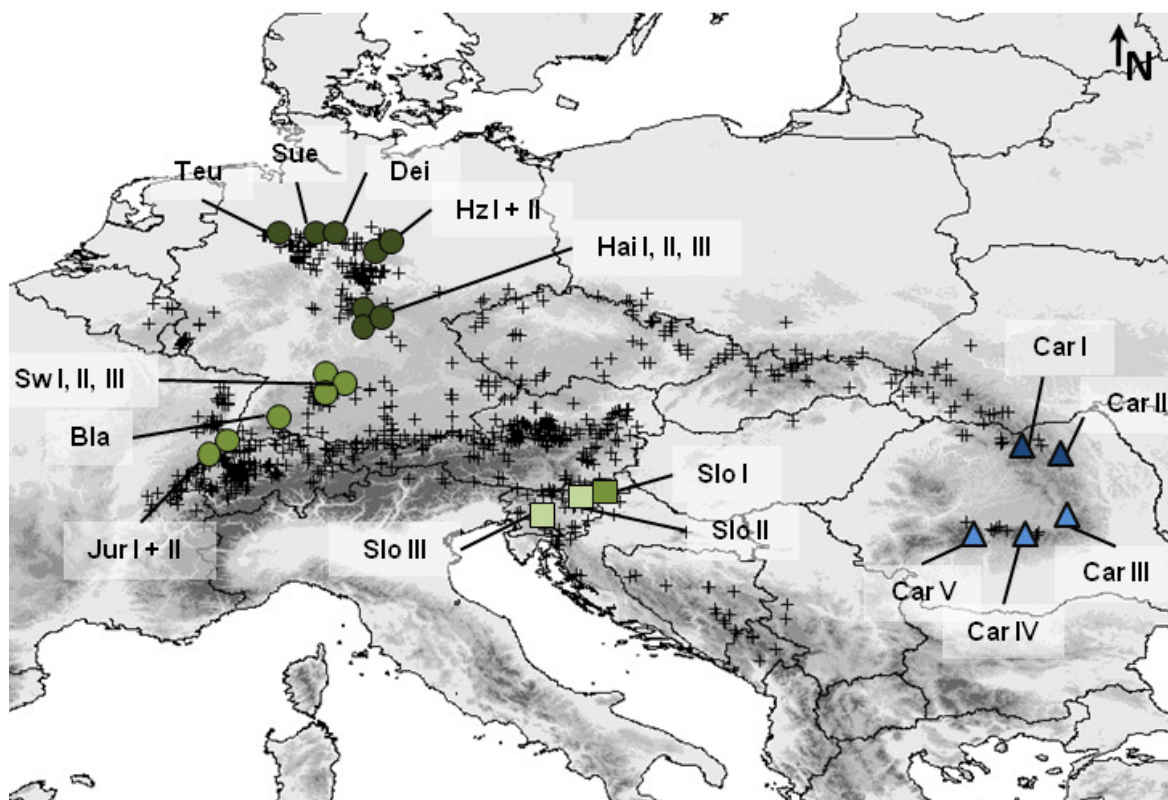 N
Sue
Teu
Dei
Hz I + II
Hai I, II, III
Car I
Sw I, II, III
Car II
Bla
Slo I
Slo II
Jur I + II
Slo III
Car III
Car V
Car IV